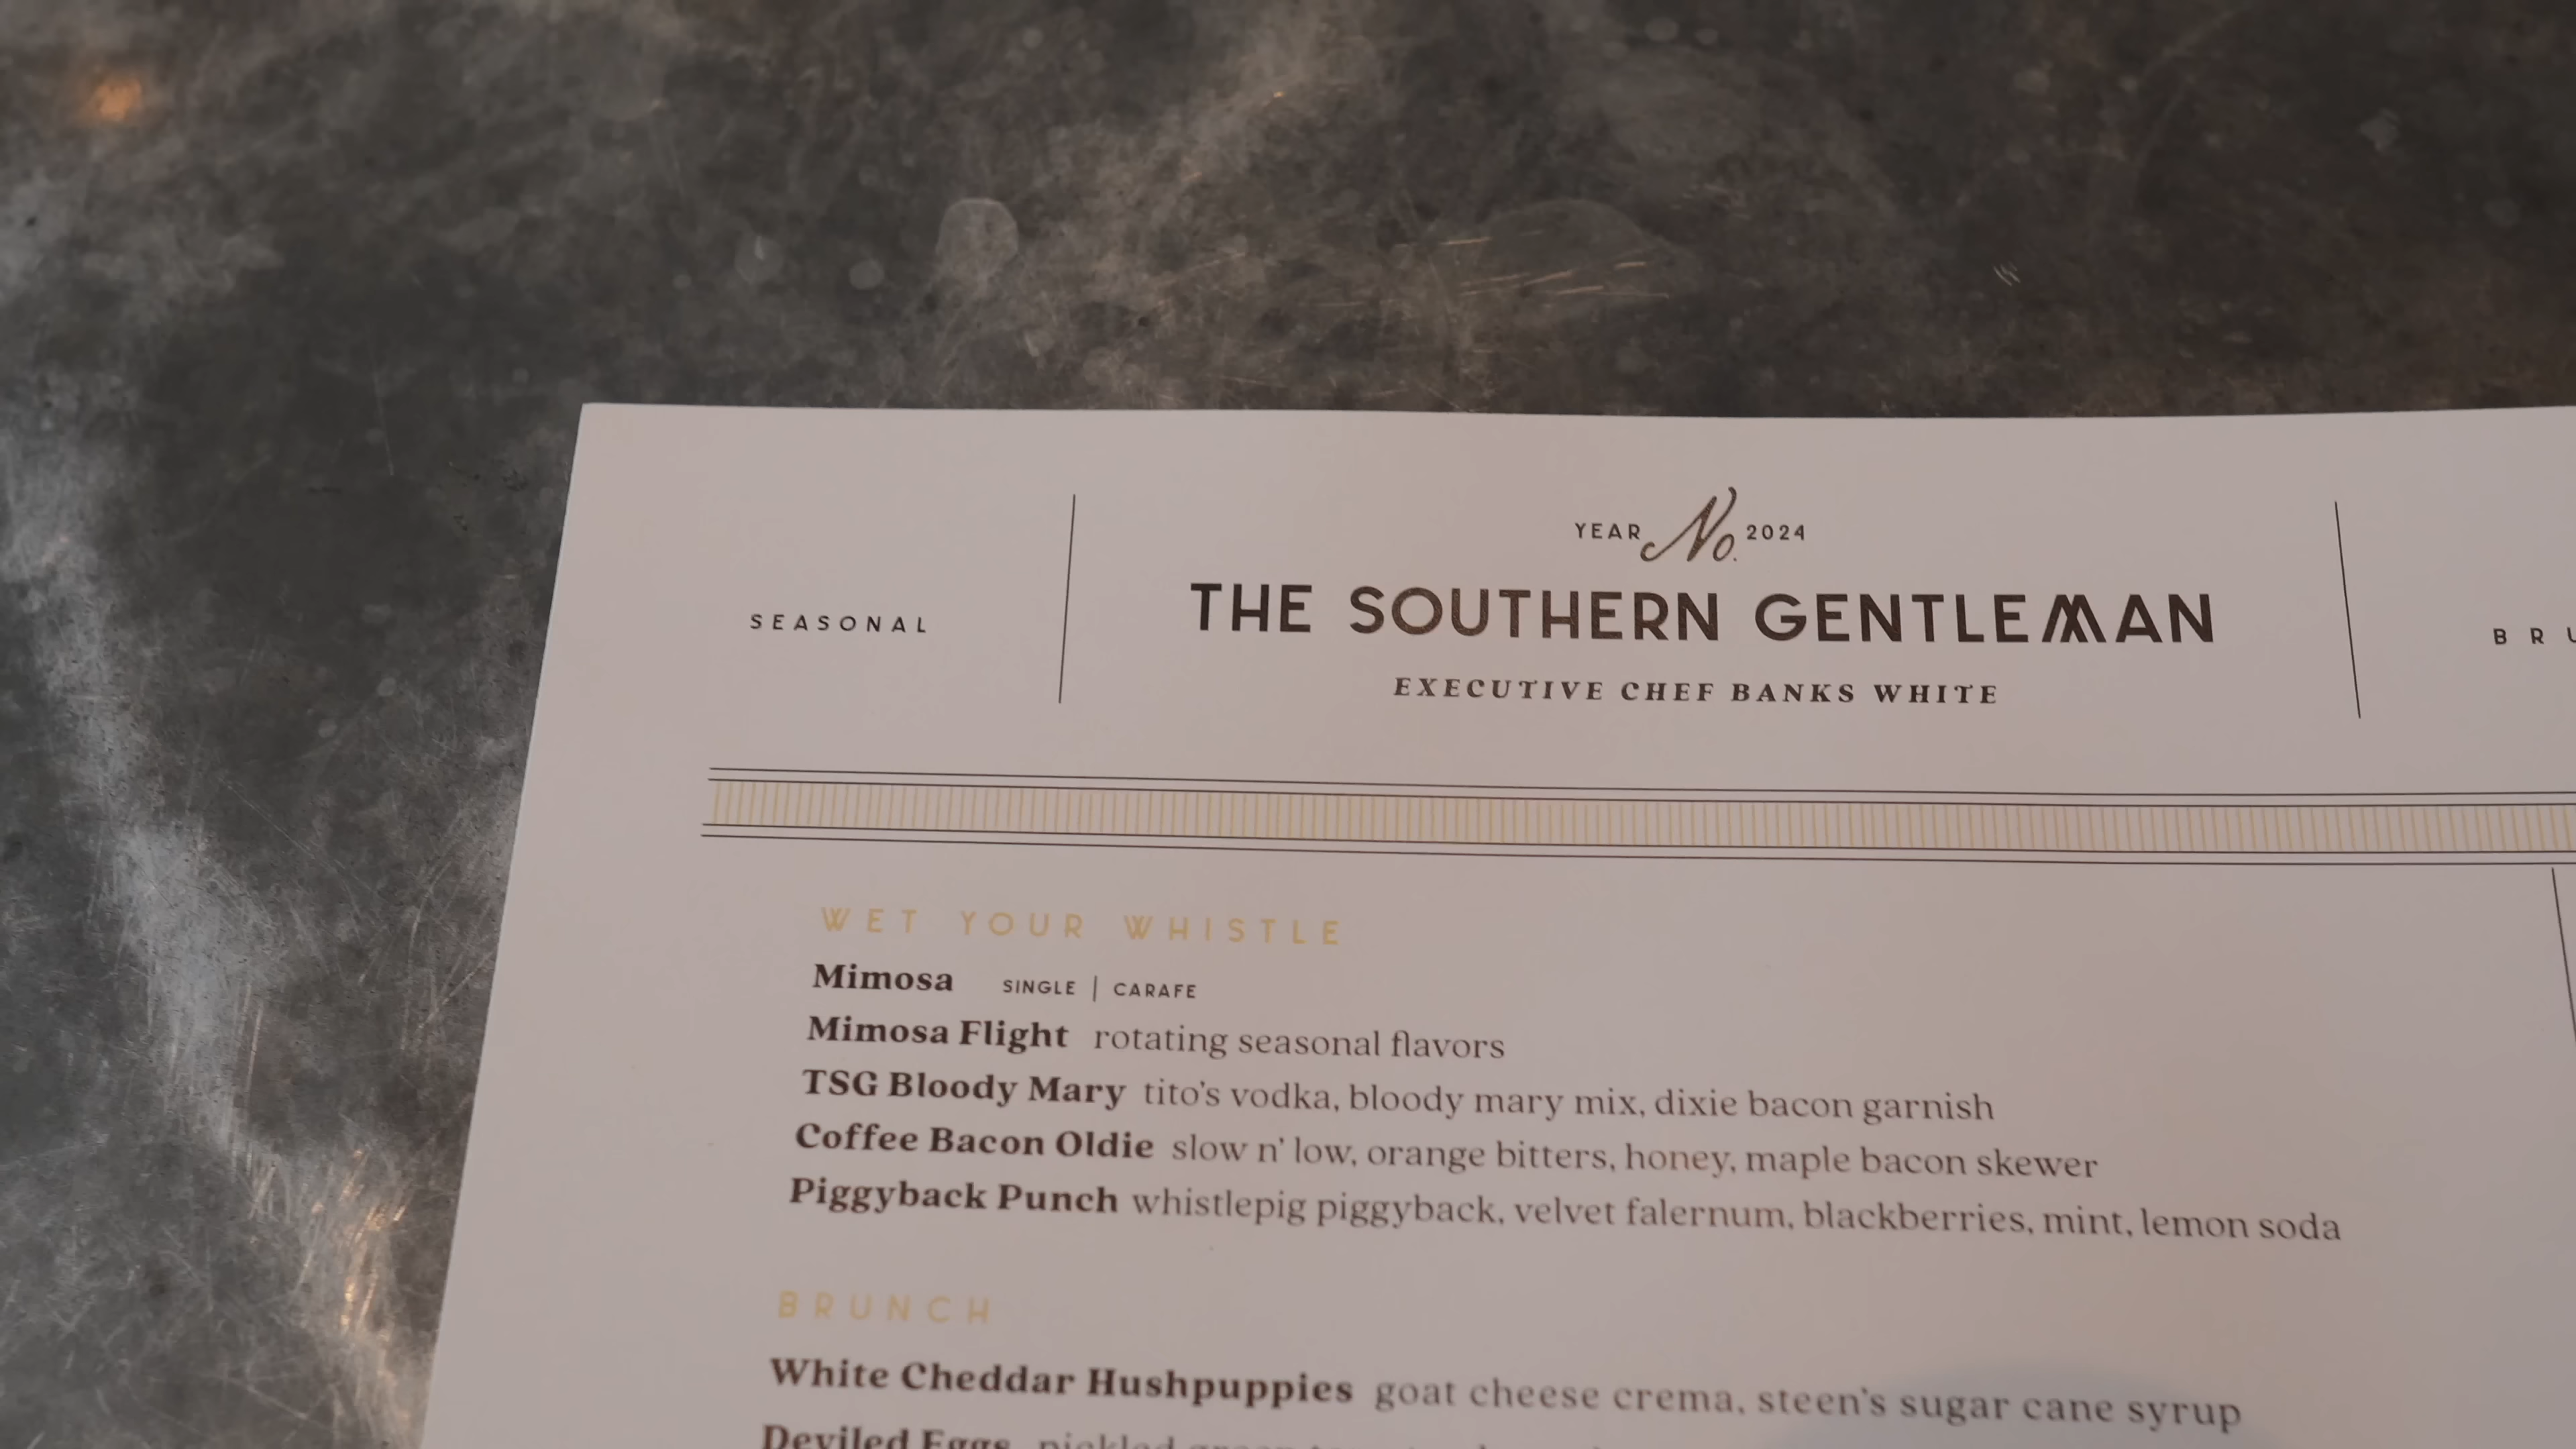 YEAR No. 2024
SEASONAL
THE SOUTHERN GENTLEMAN
EXECUTIVE CHEF BANKS WHITE
WET YOUR WHISTLE
Mimosa SINGLE | CARAFE
Mimosa Flight rotating seasonal flavors
TSG Bloody Mary tito's vodka, bloody mary mix, dixie bacon garnish
Coffee Bacon Oldie slow n' low, orange bitters, honey, maple bacon skewer
Piggyback Punch whistlepig piggyback, velvet falernum, blackberries, mint, lemon soda
BRUNCH
White Cheddar Hushpuppies goat cheese crema, steen's sugar cane syrup
Deviled Eggs pickled